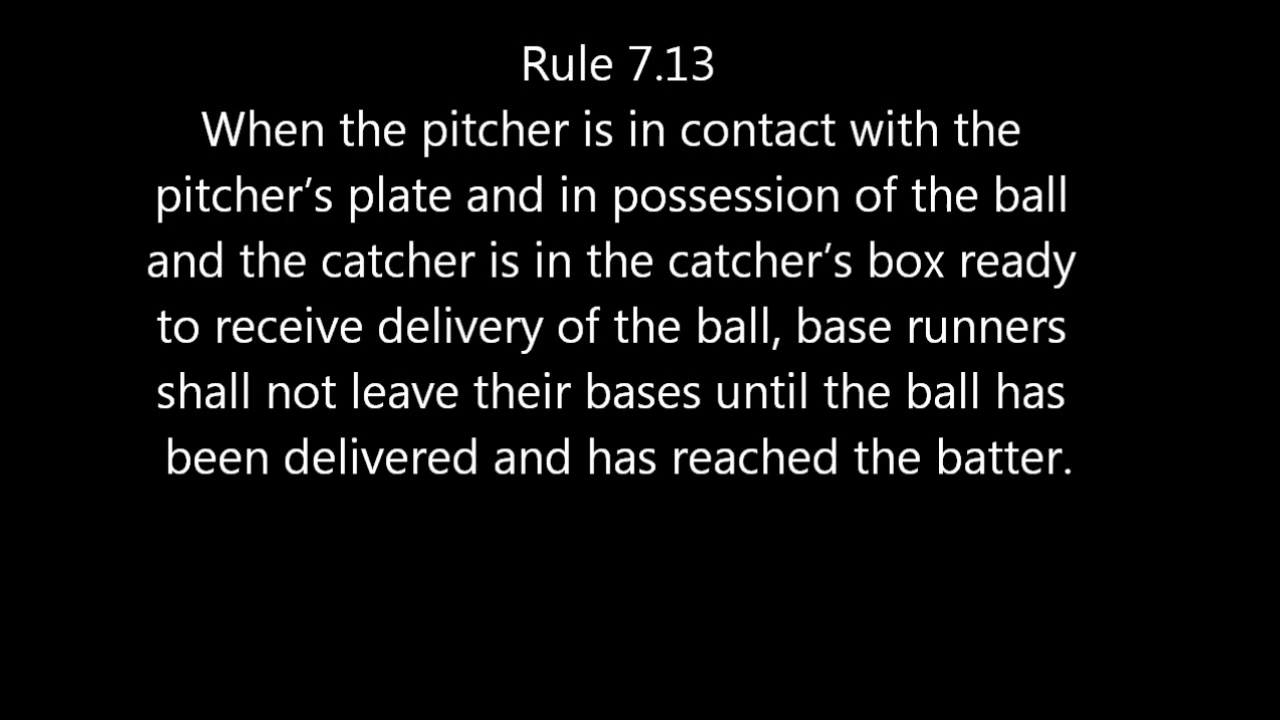 Rule 7.13
When the pitcher is in contact with the
pitcher’s plate and in possession of the ball
and the catcher is in the catcher’s box ready
to receive delivery of the ball, base runners
shall not leave their bases until the ball has
been delivered and has reached the batter.